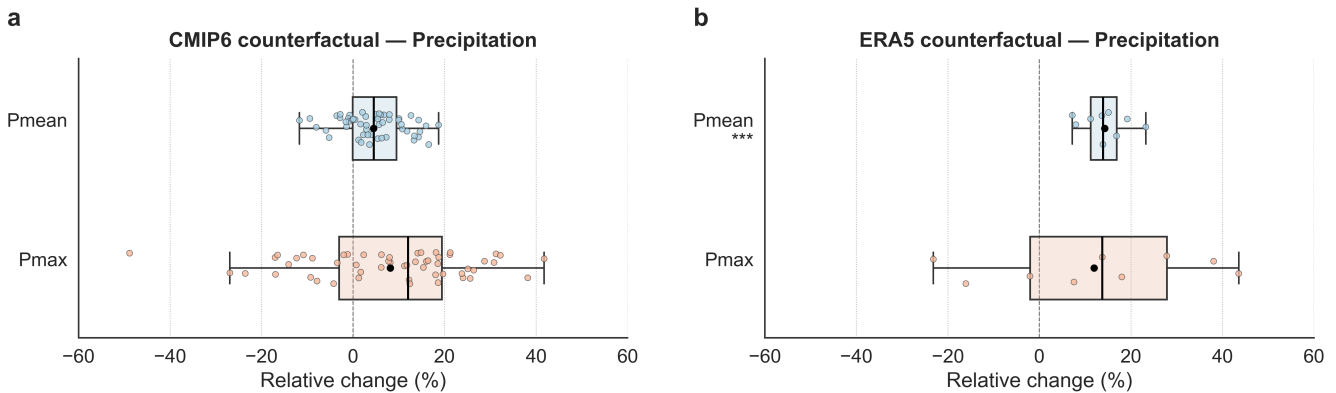 a
CMIP6 counterfactual — Precipitation
Pmean
Pmax
−60 −40 −20 0 20 40 60
Relative change (%)
b
ERA5 counterfactual — Precipitation
Pmean
***
Pmax
−60 −40 −20 0 20 40 60
Relative change (%)